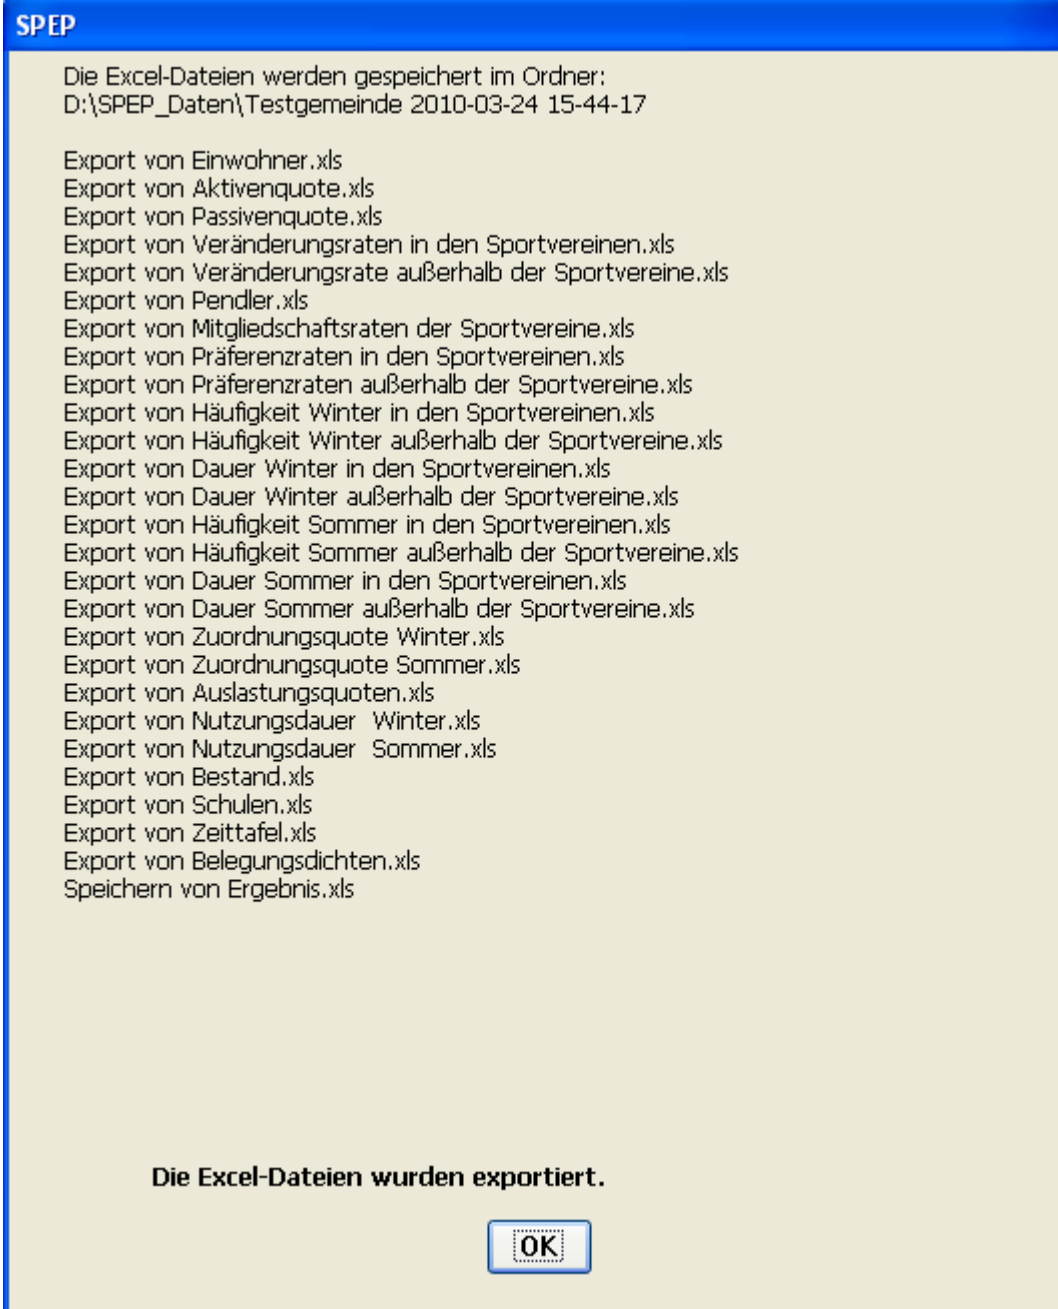 SPEP
Die Excel-Dateien werden gespeichert im Ordner:
D:\SPEP_Daten\Testgemeinde 2010-03-24 15-44-17
Export von Einwohner.xls
Export von Aktivenquote.xls
Export von Passivenquote.xls
Export von Veränderungsraten in den Sportvereinen.xls
Export von Veränderungsrate außerhalb der Sportvereine.xls
Export von Pendler.xls
Export von Mitgliedschaftsraten der Sportvereine.xls
Export von Präferenzraten in den Sportvereinen.xls
Export von Präferenzraten außerhalb der Sportvereine.xls
Export von Häufigkeit Winter in den Sportvereinen.xls
Export von Häufigkeit Winter außerhalb der Sportvereine.xls
Export von Dauer Winter in den Sportvereinen.xls
Export von Dauer Winter außerhalb der Sportvereine.xls
Export von Häufigkeit Sommer in den Sportvereinen.xls
Export von Häufigkeit Sommer außerhalb der Sportvereine.xls
Export von Dauer Sommer in den Sportvereinen.xls
Export von Dauer Sommer außerhalb der Sportvereine.xls
Export von Zuordnungsquote Winter.xls
Export von Zuordnungsquote Sommer.xls
Export von Auslastungsquoten.xls
Export von Nutzungsdauer  Winter.xls
Export von Nutzungsdauer  Sommer.xls
Export von Bestand.xls
Export von Schulen.xls
Export von Zeittafel.xls
Export von Belegungsdichten.xls
Speichern von Ergebnis.xls
Die Excel-Dateien wurden exportiert.
OK